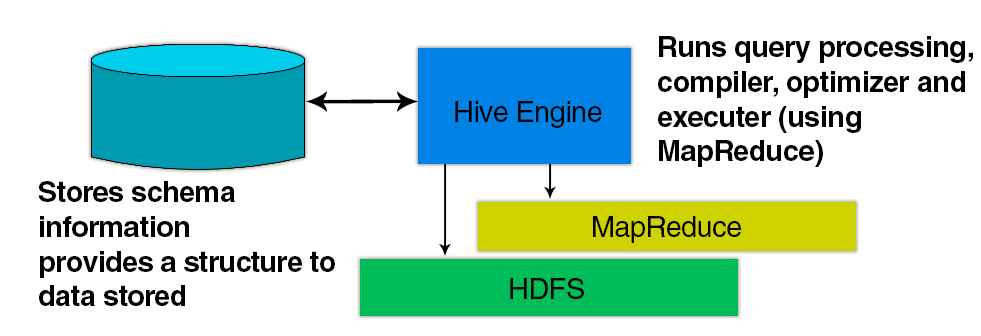 Runs query processing,
compiler, optimizer and
executer (using
MapReduce)
Hive Engine
Stores schema
information
provides a structure to
data stored
MapReduce
HDFS